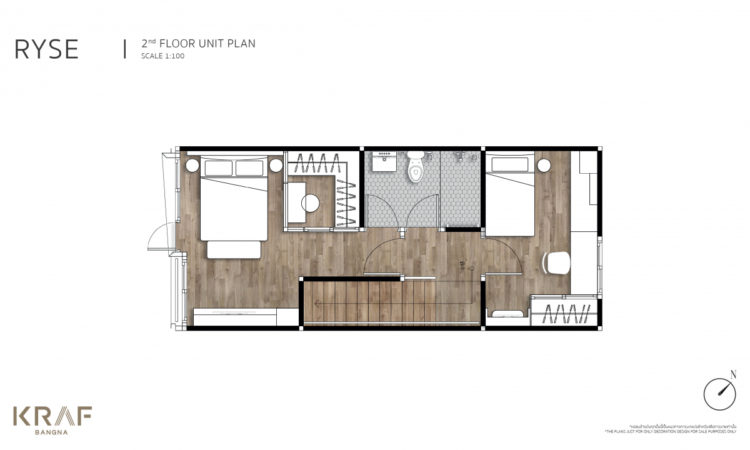 RYSE
2nd FLOOR UNIT PLAN
SCALE 1:100
N
KRAF
BANGNA
*THE PLANS JUST FOR ONLY DECORATION DESIGN FOR SALE PURPOSES ONLY